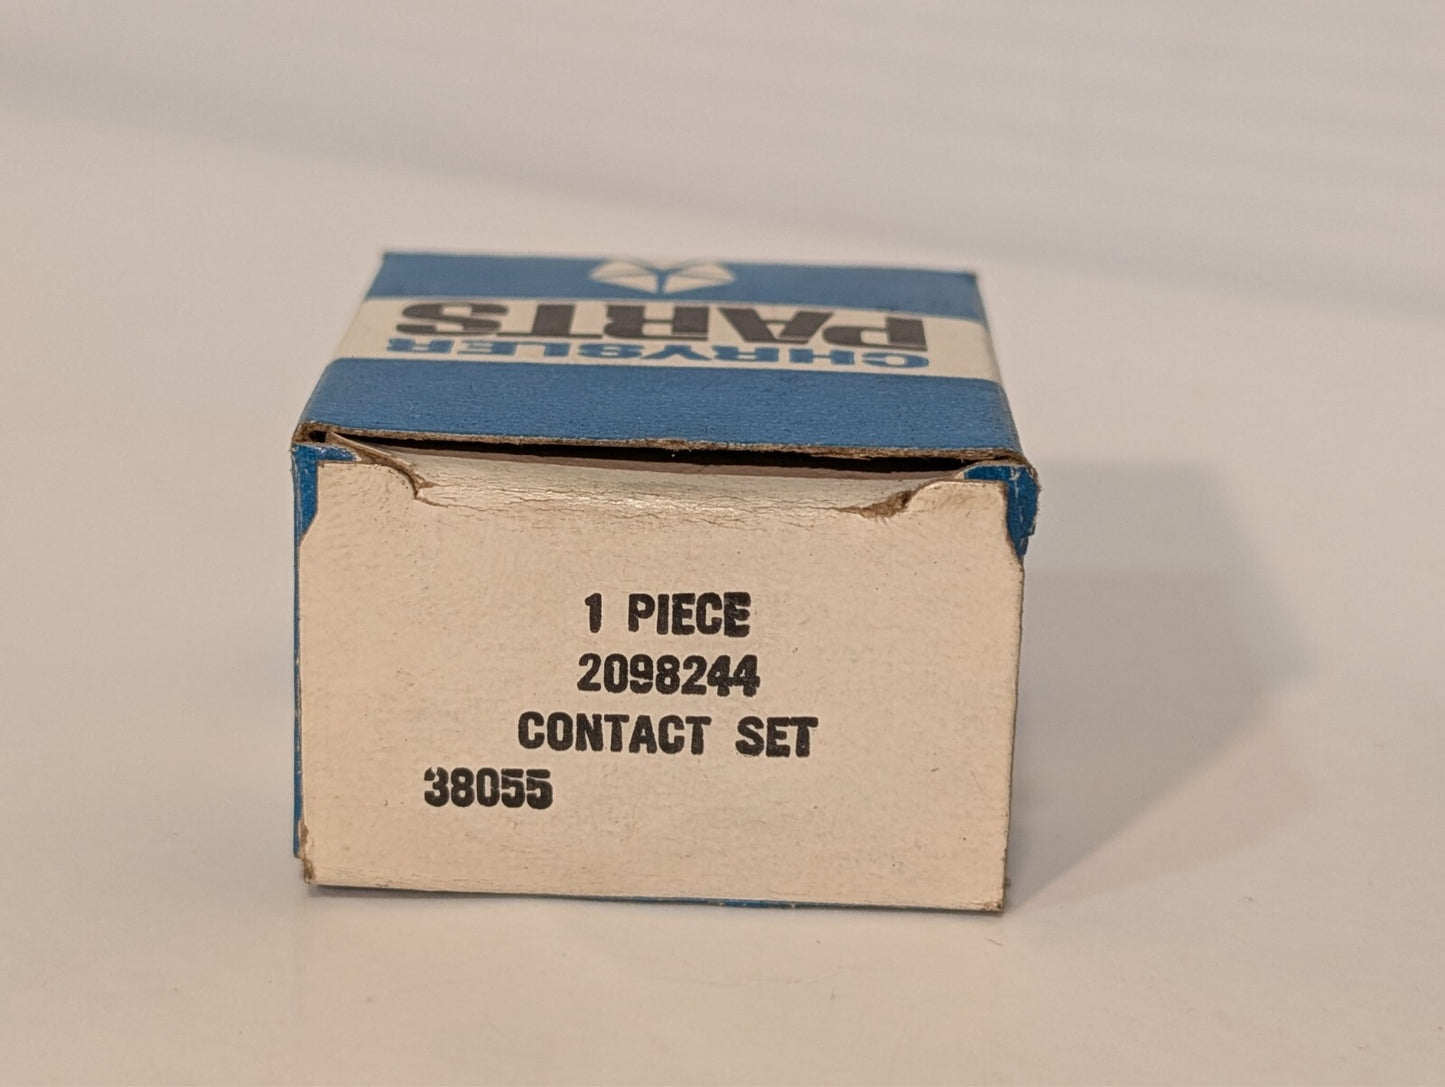 CHRYSLER
PARTS
1 PIECE
2098244
CONTACT SET
38055